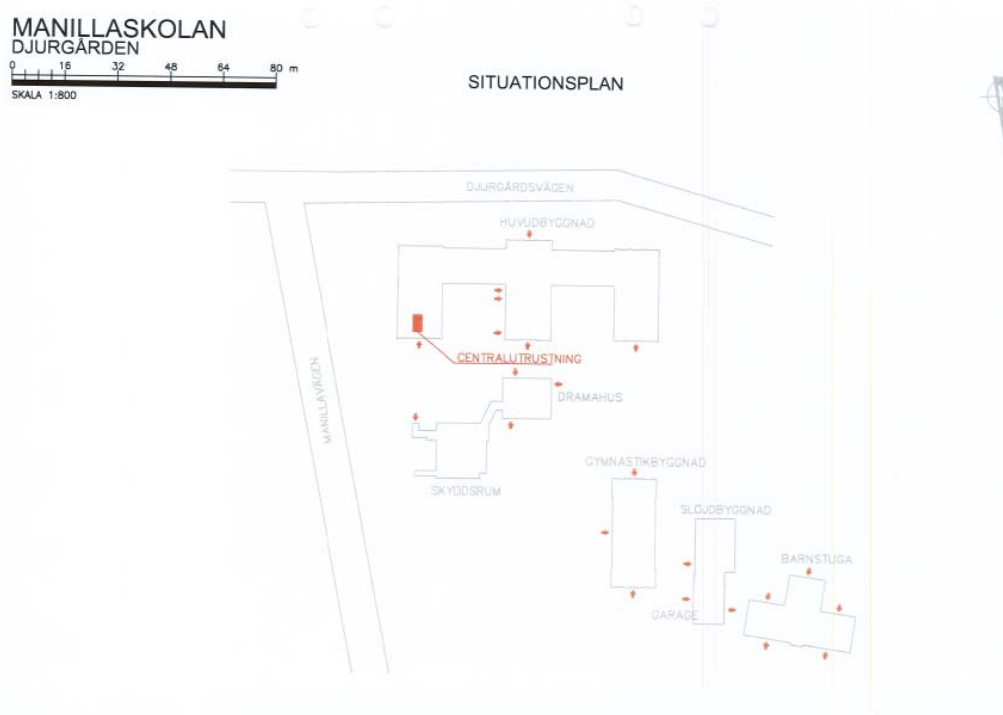 MANILLASKOLAN
DJURGÅRDEN
0 16 32 48 64 80 m
SKALA 1:800
SITUATIONSPLAN
DJURGÅRDSVÄGEN
HUVUDBYGGNAD
CENTRALUTRUSTNING
MANILLAVÄGEN
DRAMAHUS
SKYDDSRUM
GYMNASTIKBYGGNAD
SLÖJDBYGGNAD
BARNSTUGA
GARAGE